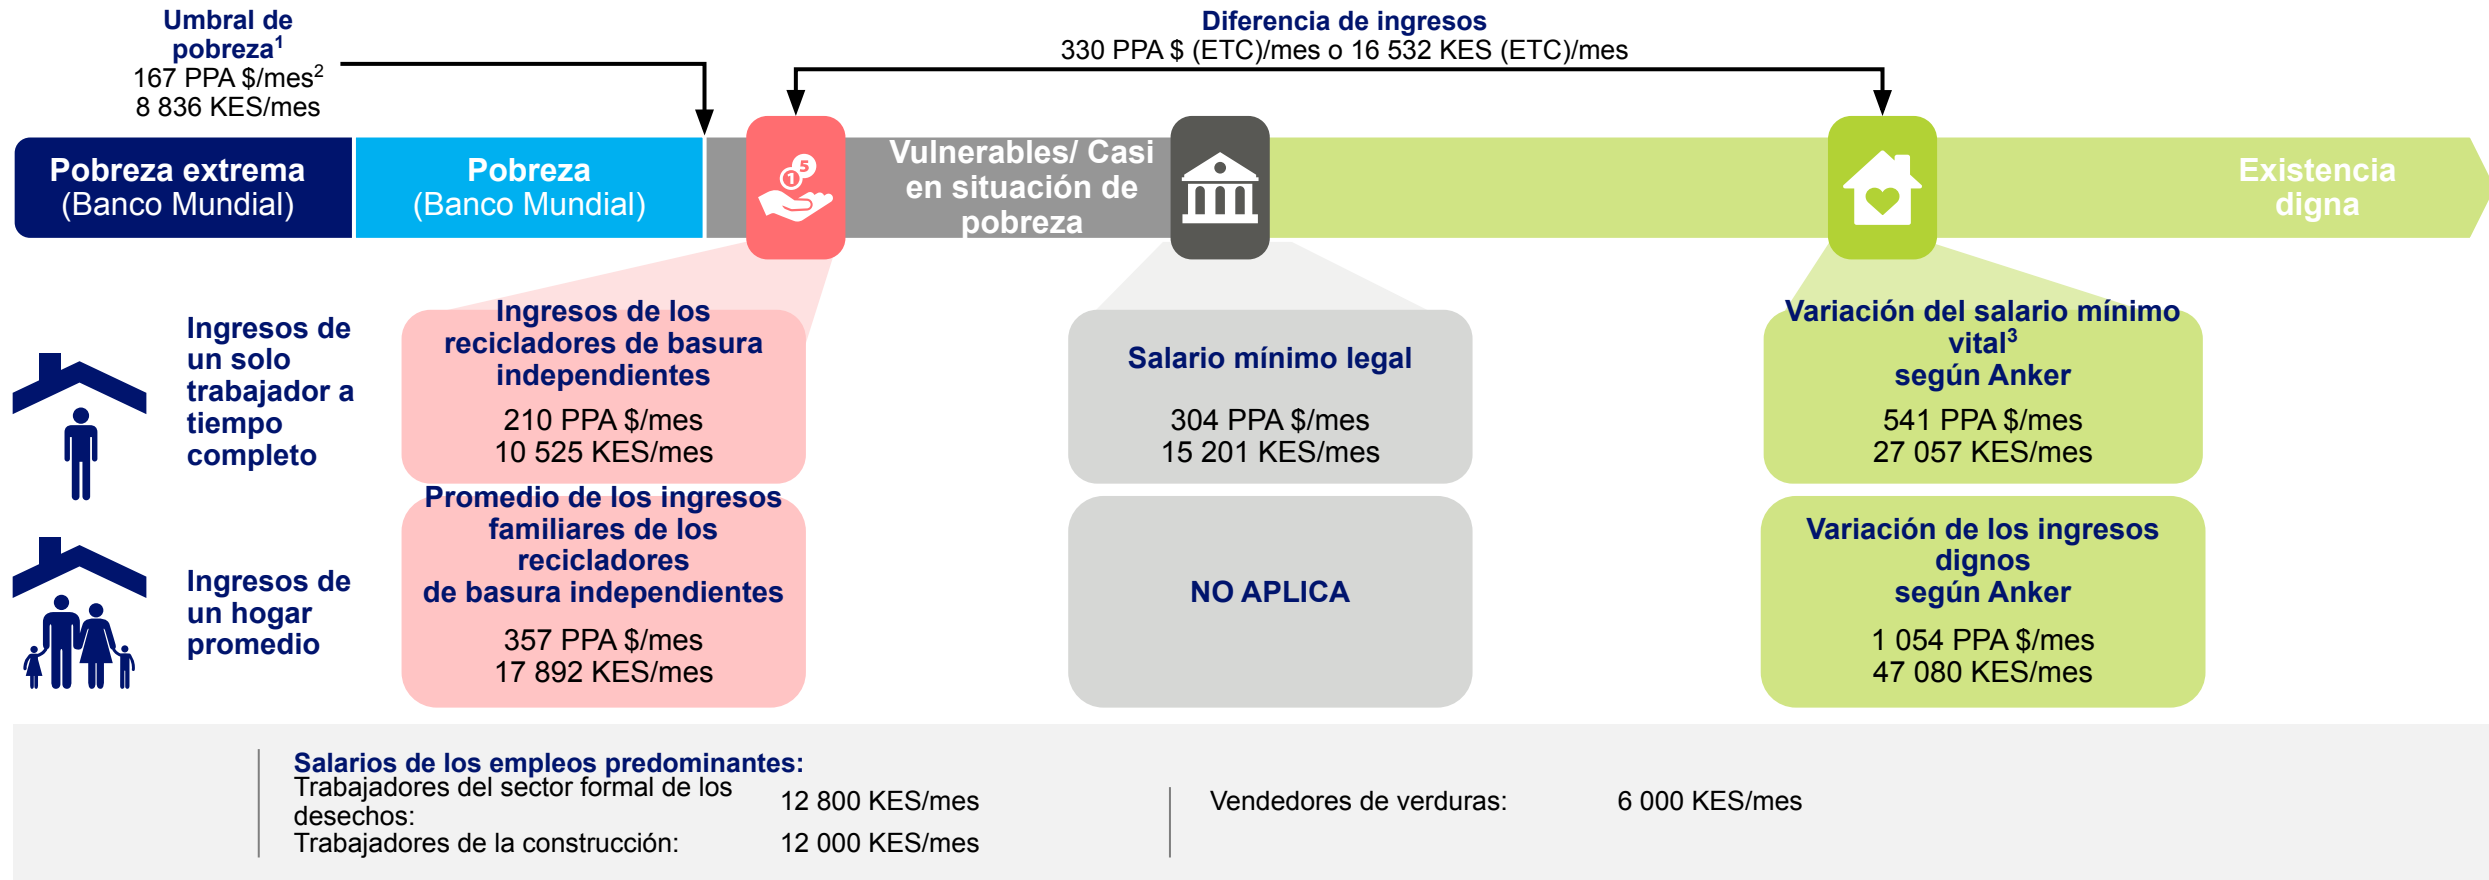 Umbral de
pobreza1
167 PPA $/mes2
8 836 KES/mes
Diferencia de ingresos
330 PPA $ (ETC)/mes o 16 532 KES (ETC)/mes
Pobreza extrema
(Banco Mundial)
Pobreza
(Banco Mundial)
5
1
Vulnerables/ Casi
en situación de
pobreza
Existencia
digna
Ingresos de
un solo
trabajador a
tiempo
completo
Ingresos de los
recicladores de basura
independientes
210 PPA $/mes
10 525 KES/mes
Salario mínimo legal
304 PPA $/mes
15 201 KES/mes
Variación del salario mínimo
vital3
según Anker
541 PPA $/mes
27 057 KES/mes
Ingresos de
un hogar
promedio
Promedio de los ingresos
familiares de los
recicladores
de basura independientes
357 PPA $/mes
17 892 KES/mes
NO APLICA
Variación de los ingresos
dignos
según Anker
1 054 PPA $/mes
47 080 KES/mes
Salarios de los empleos predominantes:
Trabajadores del sector formal de los
desechos:
12 800 KES/mes
Trabajadores de la construcción:
12 000 KES/mes
Vendedores de verduras:
6 000 KES/mes